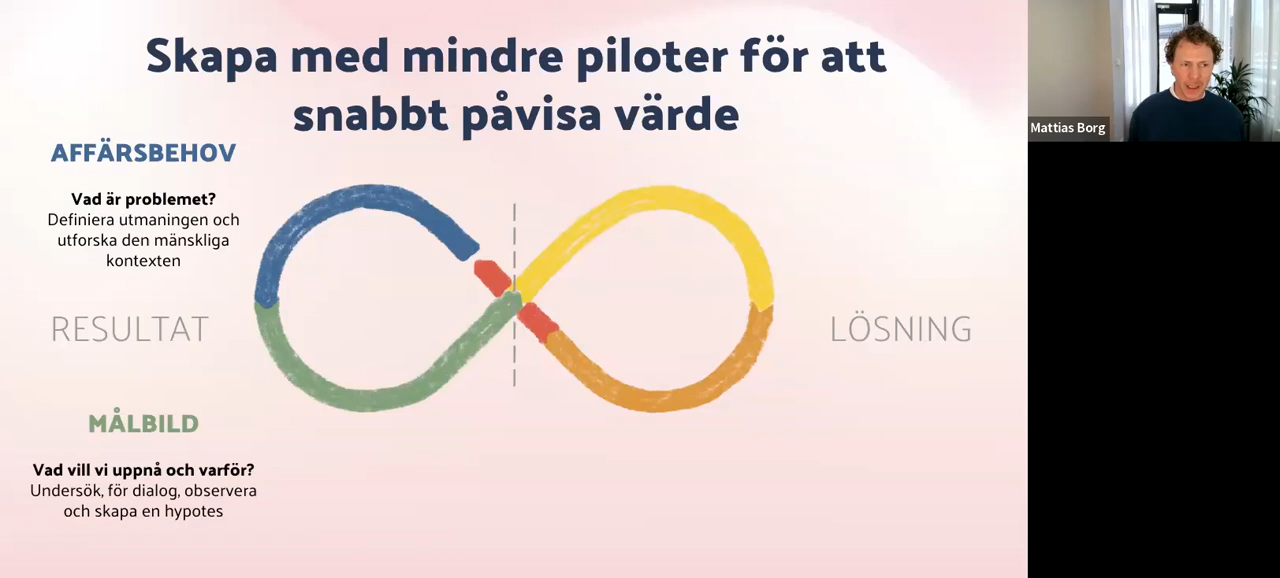 Skapa med mindre piloter för att
snabbt påvisa värde
AFFÄRSBEHOV
Vad är problemet?
Definiera utmaningen och
utforska den mänskliga
kontexten
RESULTAT
LÖSNING
MÅLBILD
Vad vill vi uppnå och varför?
Undersök, för dialog, observera
och skapa en hypotes
Mattias Borg